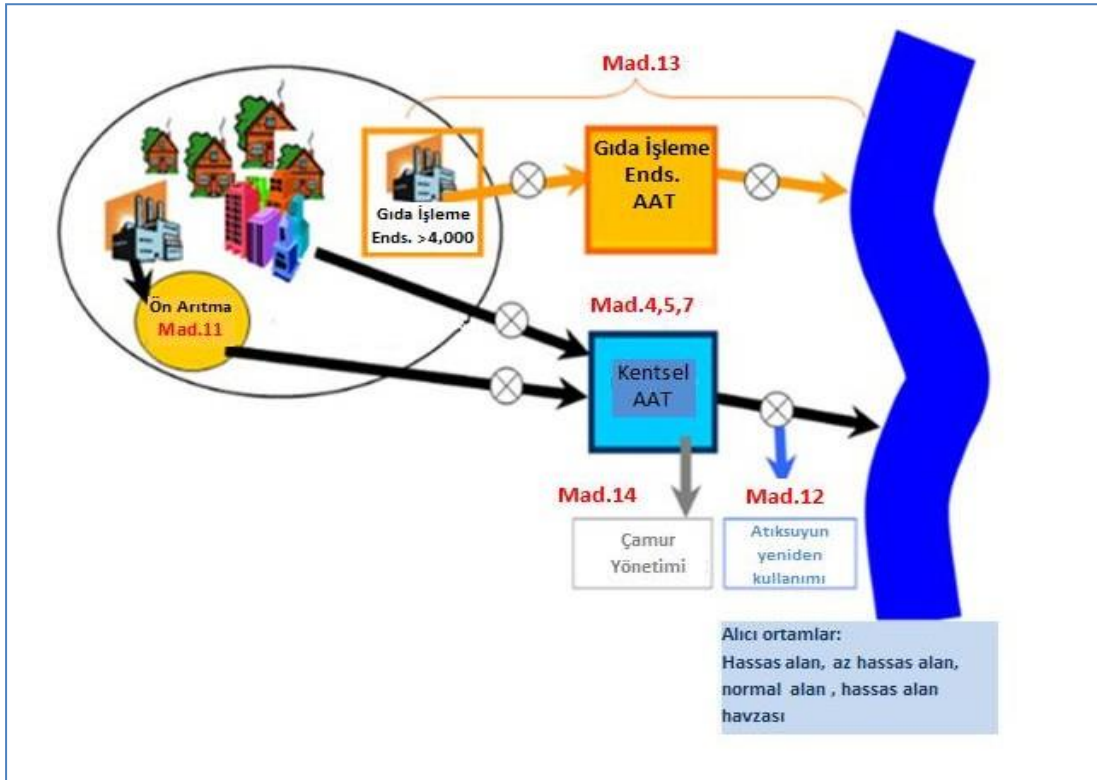 Mad.13
Gıda İşleme
Ends.
AAT
Gıda İşleme
Ends. >4,000
Ön Arıtma
Mad.11
Mad.4,5,7
Kentsel
AAT
Mad.14
Mad.12
Çamur
Yönetimi
Atıksuyun
yeniden
kullanımı
Alıcı ortamlar:
Hassas alan, az hassas alan,
normal alan , hassas alan
havzası